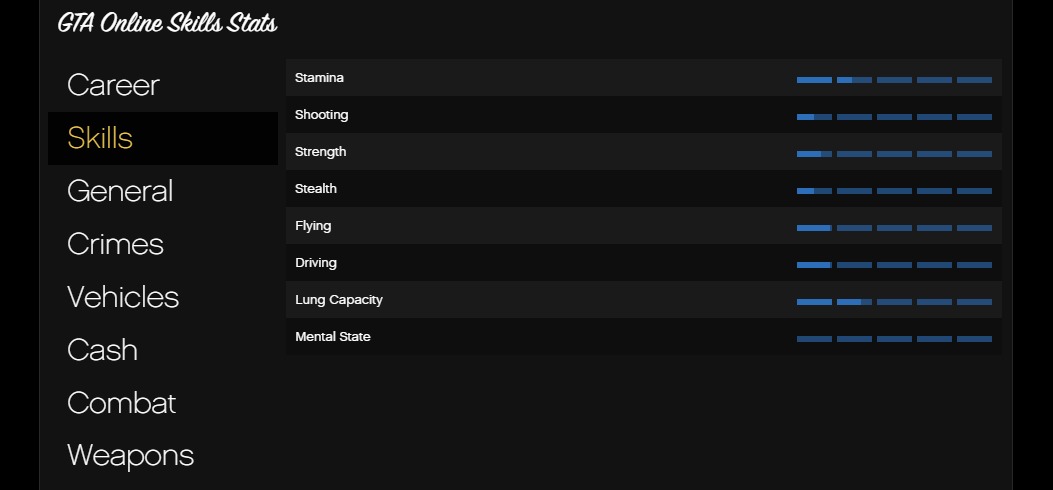 GTA Online Skills Stats
Career
Skills
General
Crimes
Vehicles
Cash
Combat
Weapons
Stamina
Shooting
Strength
Stealth
Flying
Driving
Lung Capacity
Mental State